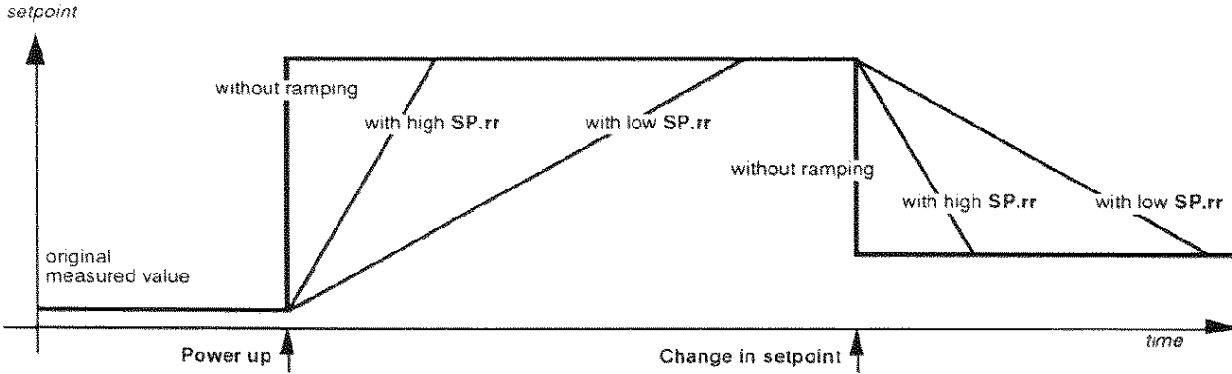 setpoint
without ramping
with high SP.rr
with low SP.rr
without ramping
with high SP.rr
with low SP.rr
original
measured value
time
Power up
Change in setpoint